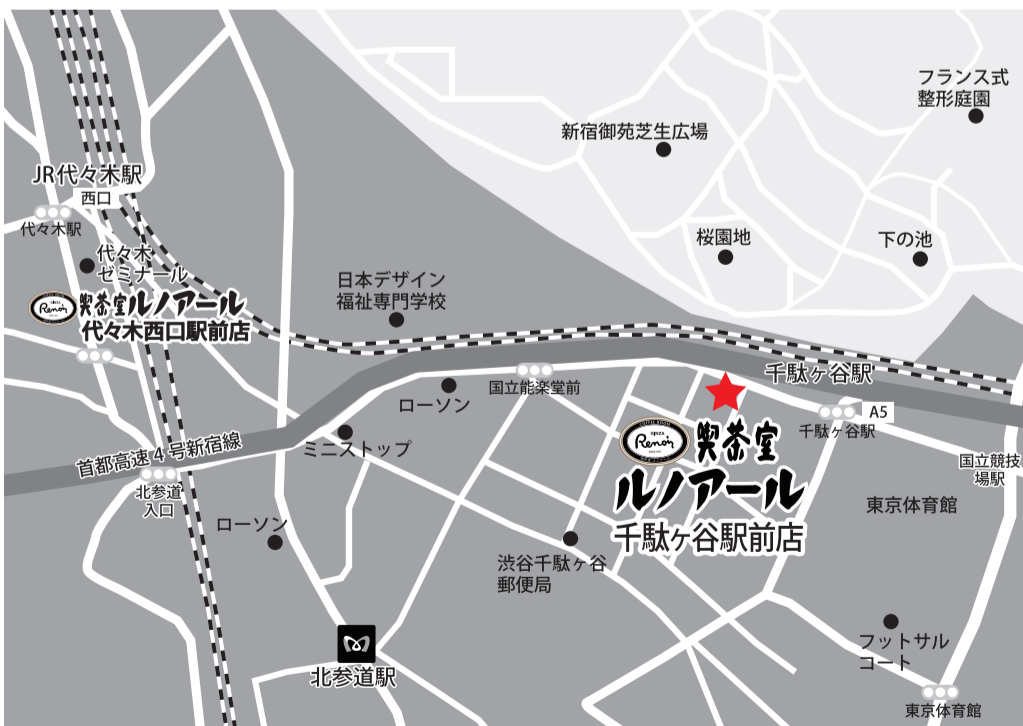 フランス式
整形庭園
新宿御苑芝生広場
JR代々木駅
西口
代々木駅
桜園地
下の池
代々木
ゼミナール
日本デザイン
福祉専門学校
Renoir
喫茶室ルノアール
代々木西口駅前店
千駄ヶ谷駅
国立能楽堂前
ローソン
A5
千駄ヶ谷駅
GINZA
Renoir
喫茶室
ルノアール
千駄ヶ谷駅前店
ミニストップ
首都高速4号新宿線
国立競技
場駅
北参道
入口
東京体育館
ローソン
渋谷千駄ヶ谷
郵便局
フットサル
コート
北参道駅
東京体育館